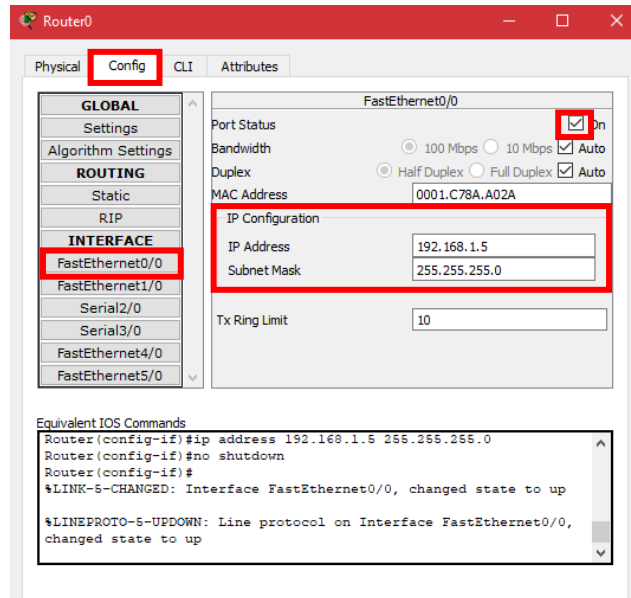 Router0
Physical Config CLI Attributes
GLOBAL
Settings
Algorithm Settings
ROUTING
Static
RIP
INTERFACE
FastEthernet0/0
FastEthernet1/0
Serial2/0
Serial3/0
FastEthernet4/0
FastEthernet5/0
FastEthernet0/0
Port Status On
Bandwidth 100 Mbps 10 Mbps Auto
Duplex Half Duplex Full Duplex Auto
MAC Address 0001.C78A.A02A
IP Configuration
IP Address 192.168.1.5
Subnet Mask 255.255.255.0
Tx Ring Limit 10
Equivalent IOS Commands
Router(config-if)#ip address 192.168.1.5 255.255.255.0
Router(config-if)#no shutdown
Router(config-if)#
%LINK-5-CHANGED: Interface FastEthernet0/0, changed state to up
%LINEPROTO-5-UPDOWN: Line protocol on Interface FastEthernet0/0,
changed state to up